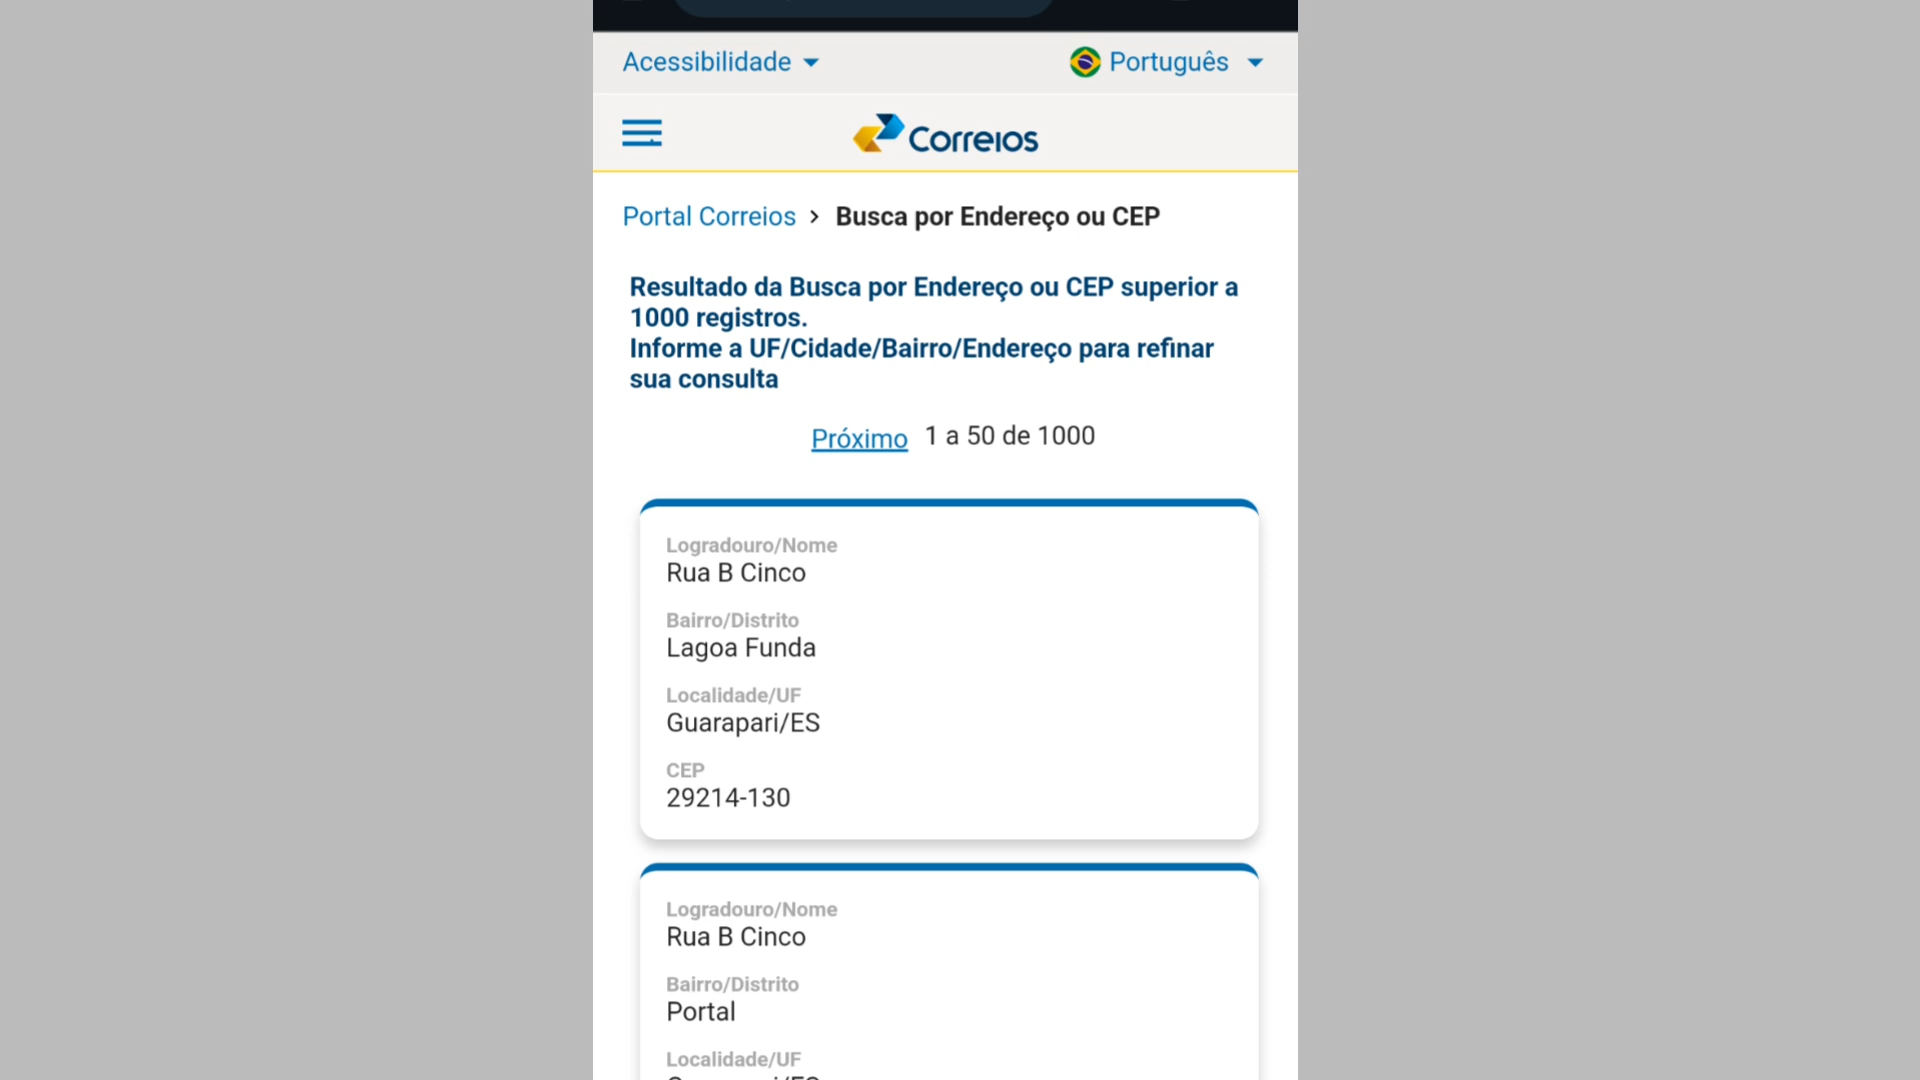 Acessibilidade
Português
Correios
Portal Correios > Busca por Endereço ou CEP
Resultado da Busca por Endereço ou CEP superior a
1000 registros.
Informe a UF/Cidade/Bairro/Endereço para refinar
sua consulta
Próximo 1 a 50 de 1000
Logradouro/Nome
Rua B Cinco
Bairro/Distrito
Lagoa Funda
Localidade/UF
Guarapari/ES
CEP
29214-130
Logradouro/Nome
Rua B Cinco
Bairro/Distrito
Portal
Localidade/UF